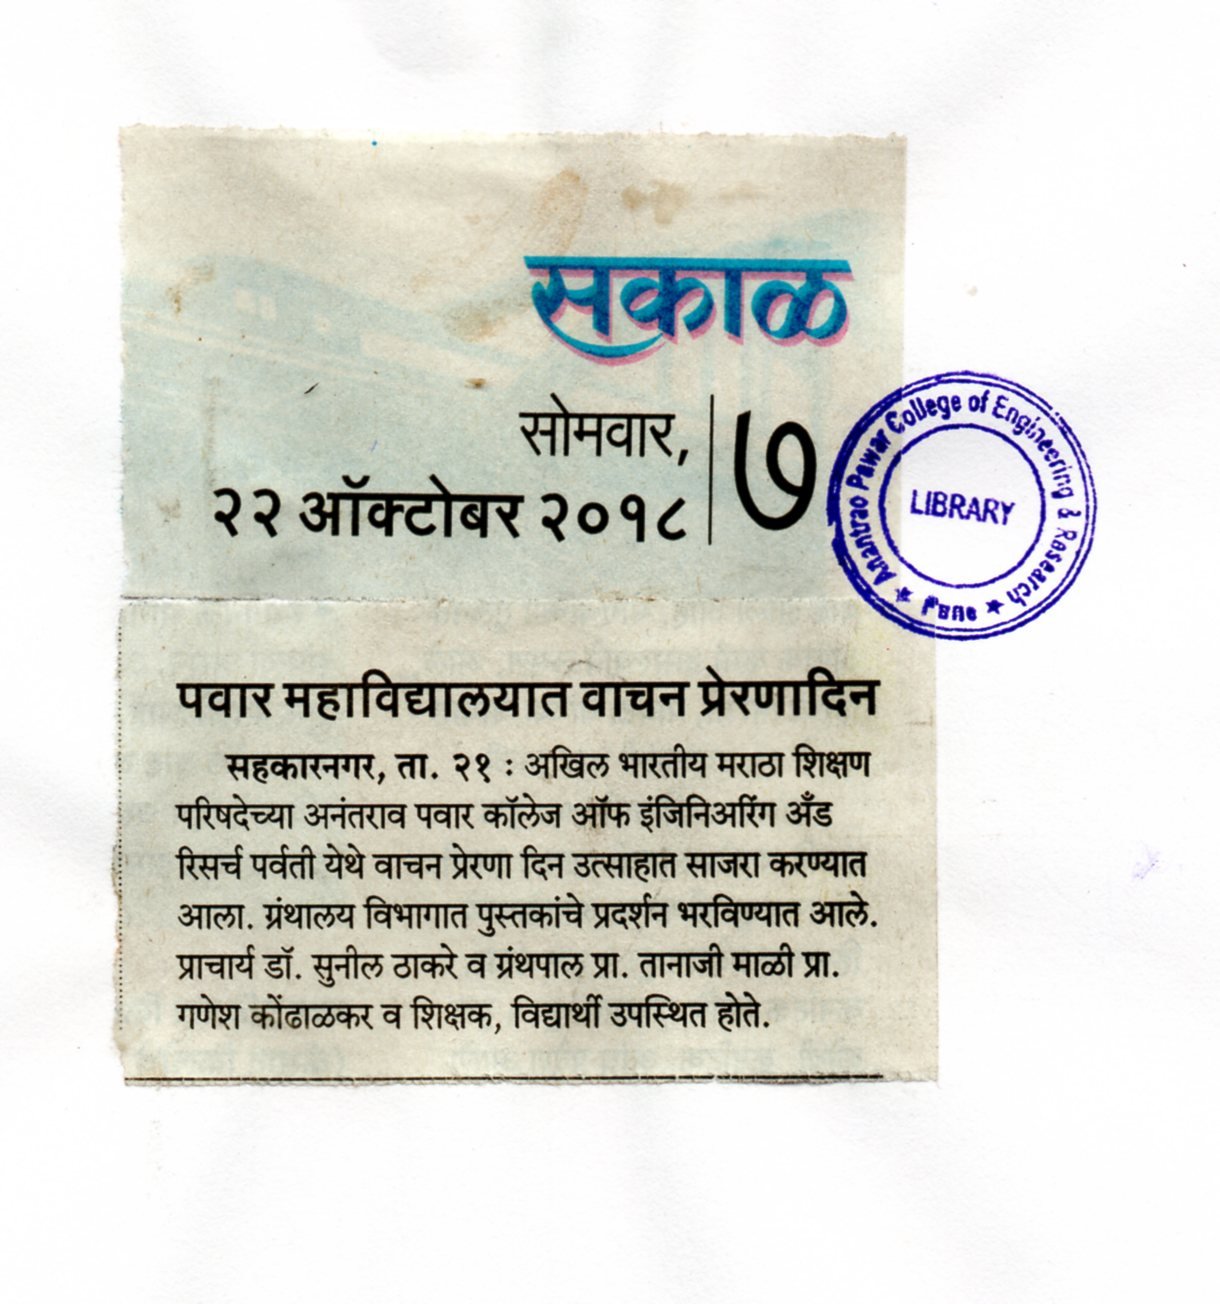 सकाळ
सोमवार,
२२ ऑक्टोबर २०१८
७
Anantrao Pawar College of Engineering & Research
LIBRARY
★ Pune ★
पवार महाविद्यालयात वाचन प्रेरणादिन
सहकारनगर, ता. २१ : अखिल भारतीय मराठा शिक्षण
परिषदेच्या अनंतराव पवार कॉलेज ऑफ इंजिनिअरिंग अँड
रिसर्च पर्वती येथे वाचन प्रेरणा दिन उत्साहात साजरा करण्यात
आला. ग्रंथालय विभागात पुस्तकांचे प्रदर्शन भरविण्यात आले.
प्राचार्य डॉ. सुनील ठाकरे व ग्रंथपाल प्रा. तानाजी माळी प्रा.
गणेश कोंढाळकर व शिक्षक, विद्यार्थी उपस्थित होते.